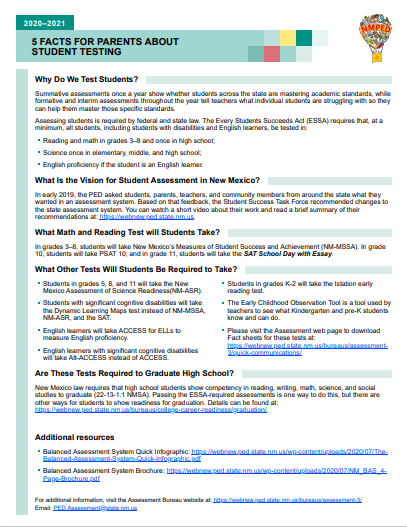 2020–2021
5 FACTS FOR PARENTS ABOUT
STUDENT TESTING
NMPED
Why Do We Test Students?
Summative assessments once a year show whether students across the state are mastering academic standards, while
formative and interim assessments throughout the year tell teachers what individual students are struggling with so they
can help them master those specific standards.
Assessing students is required by federal and state law. The Every Students Succeeds Act (ESSA) requires that, at a
minimum, all students, including students with disabilities and English learners, be tested in:
• Reading and math in grades 3–8 and once in high school;
• Science once in elementary, middle, and high school;
• English proficiency if the student is an English learner.
What Is the Vision for Student Assessment in New Mexico?
In early 2019, the PED asked students, parents, teachers, and community members from around the state what they
wanted in an assessment system. Based on that feedback, the Student Success Task Force recommended changes to
the state assessment system. You can watch a short video about their work and read a brief summary of their
recommendations at: https://webnew.ped.state.nm.us.
What Math and Reading Test will Students Take?
In grades 3–8, students will take New Mexico's Measures of Student Success and Achievement (NM-MSSA). In grade
10, students will take PSAT 10; and in grade 11, students will take the SAT School Day with Essay.
What Other Tests Will Students Be Required to Take?
• Students in grades 5, 8, and 11 will take the New
Mexico Assessment of Science Readiness(NM-ASR).
• Students with significant cognitive disabilities will take
the Dynamic Learning Maps test instead of NM-MSSA,
NM-ASR, and the SAT.
• English learners will take ACCESS for ELLs to
measure English proficiency.
• English learners with significant cognitive disabilities
will take Alt-ACCESS instead of ACCESS.
• Students in grades K-2 will take the Istation early
reading test.
• The Early Childhood Observation Tool is a tool used by
teachers to see what Kindergarten and pre-K students
know and can do.
• Please visit the Assessment web page to download
Fact sheets for these tests at:
https://webnew.ped.state.nm.us/bureaus/assessment-
3/quick-communications/
Are These Tests Required to Graduate High School?
New Mexico law requires that high school students show competency in reading, writing, math, science, and social
studies to graduate (22-13-1.1 NMSA). Passing the ESSA-required assessments is one way to do this, but there are
other ways for students to show readiness for graduation. Details can be found at:
https://webnew.ped.state.nm.us/bureaus/college-career-readiness/graduation/.
Additional resources
• Balanced Assessment System Quick Infographic: https://webnew.ped.state.nm.us/wp-content/uploads/2020/07/The-
Balanced-Assessment-System-Quick-Infographic.pdf
• Balanced Assessment System Brochure: https://webnew.ped.state.nm.us/wp-content/uploads/2020/07/NM_BAS_4-
Page-Brochure.pdf
For additional information, visit the Assessment Bureau website at: https://webnew.ped.state.nm.us/bureaus/assessment-3/
Email: PED.Assessment@state.nm.us